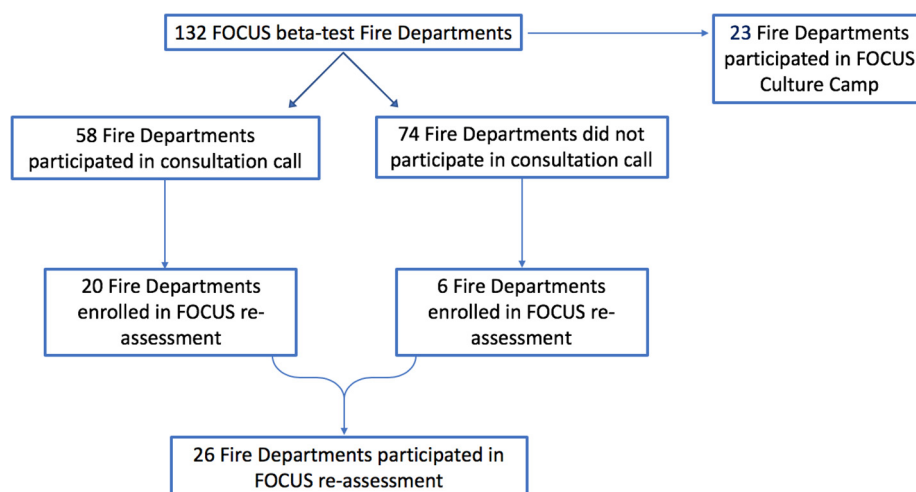 132 FOCUS beta-test Fire Departments
23 Fire Departments
participated in FOCUS
Culture Camp
58 Fire Departments
participated in consultation call
74 Fire Departments did not
participate in consultation call
20 Fire Departments
enrolled in FOCUS re-
assessment
6 Fire Departments
enrolled in FOCUS re-
assessment
26 Fire Departments participated in
FOCUS re-assessment